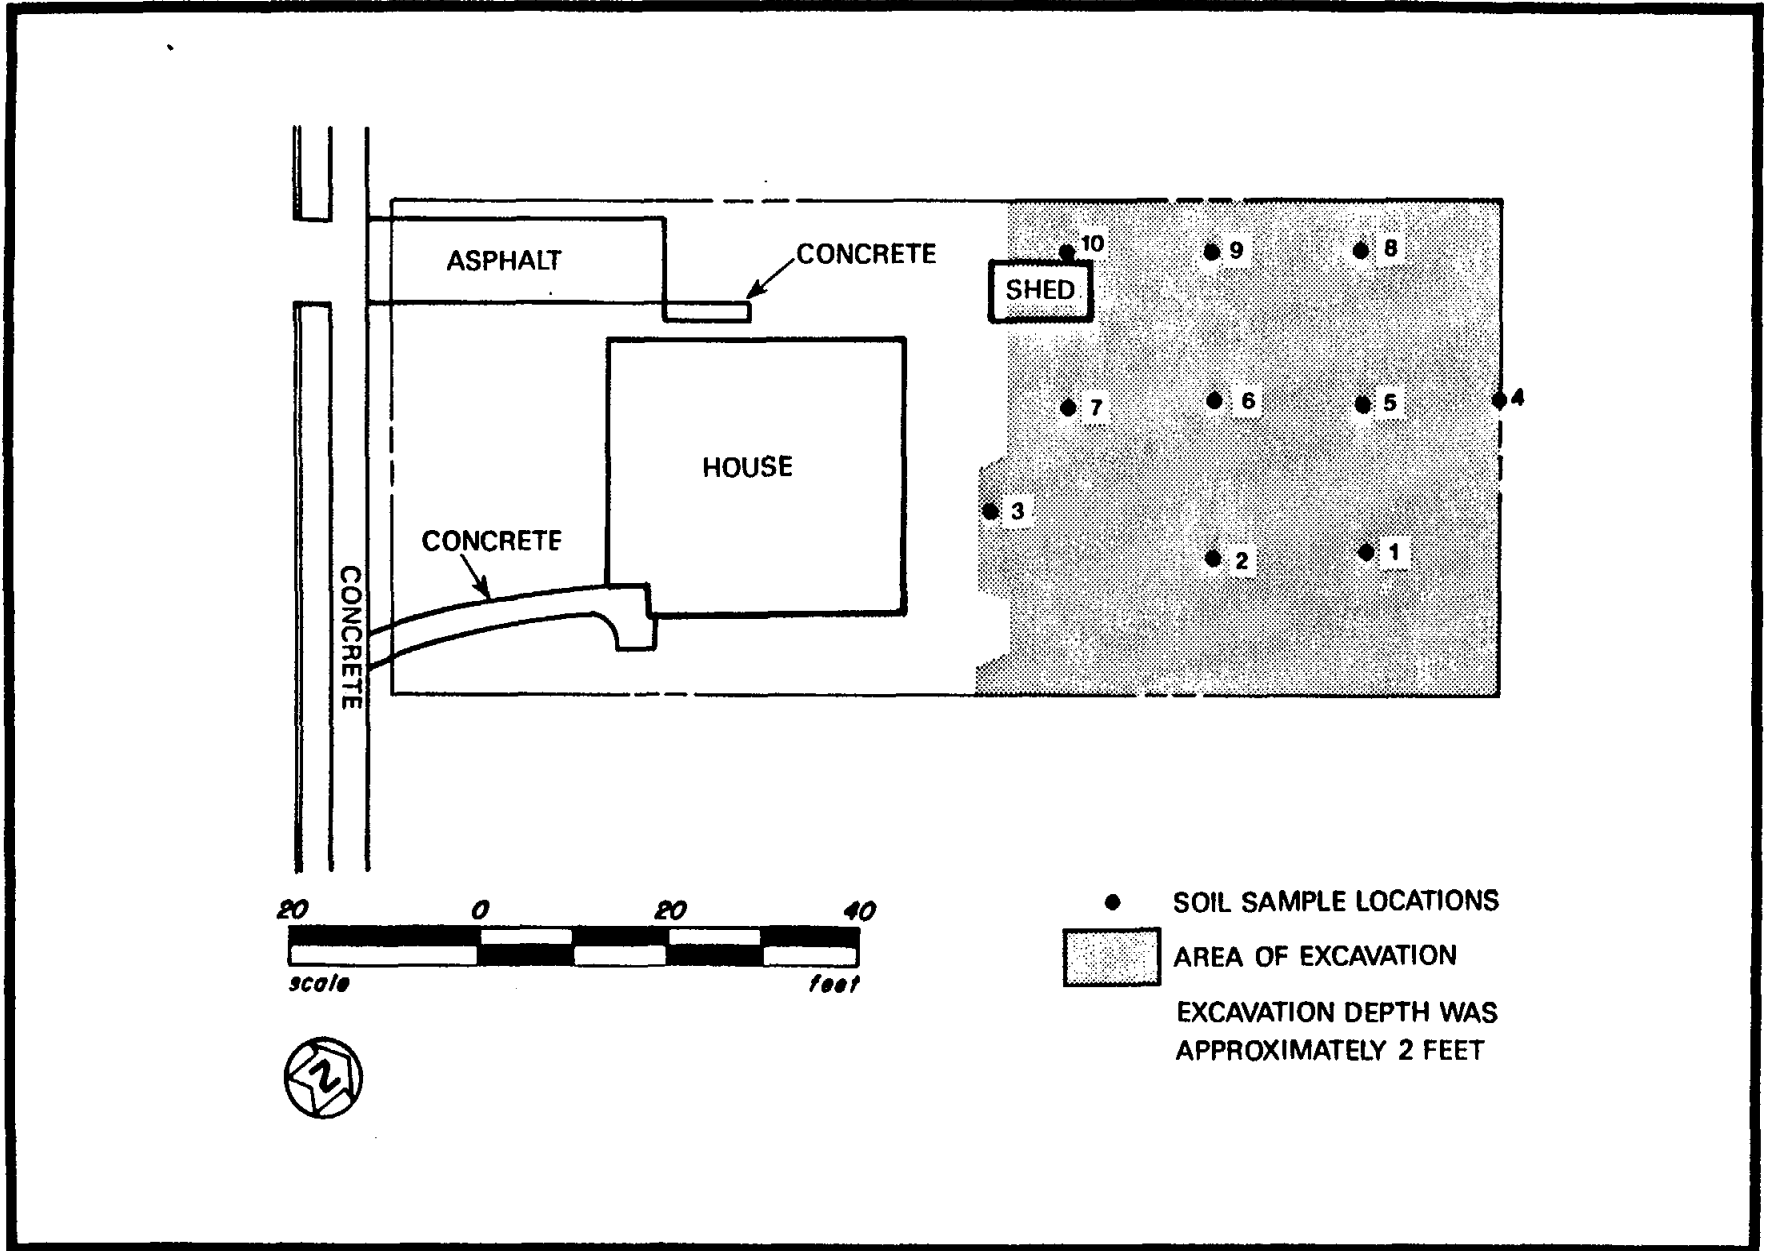 10
9
8
ASPHALT
CONCRETE
SHED
7
6
5
4
HOUSE
3
CONCRETE
2
1
CONCRETE
20 0 20 40
scale feet
SOIL SAMPLE LOCATIONS
AREA OF EXCAVATION
EXCAVATION DEPTH WAS
APPROXIMATELY 2 FEET
N